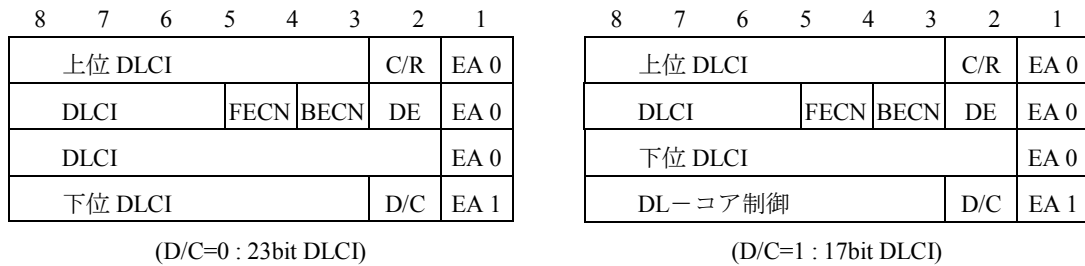 8 7 6 5 4 3 2 1
上位 DLCI C/R EA 0
DLCI FECN BECN DE EA 0
DLCI EA 0
下位 DLCI D/C EA 1
(D/C=0 : 23bit DLCI)
8 7 6 5 4 3 2 1
上位 DLCI C/R EA 0
DLCI FECN BECN DE EA 0
下位 DLCI EA 0
DL－コア制御 D/C EA 1
(D/C=1 : 17bit DLCI)